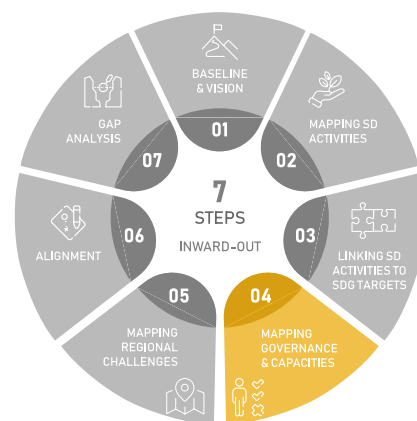 7
STEPS
INWARD-OUT
BASELINE
& VISION
01
MAPPING SD
ACTIVITIES
02
LINKING SD
ACTIVITIES TO
SDG TARGETS
03
04
MAPPING
GOVERNANCE
& CAPACITIES
05
MAPPING
REGIONAL
CHALLENGES
06
ALIGNMENT
07
GAP
ANALYSIS